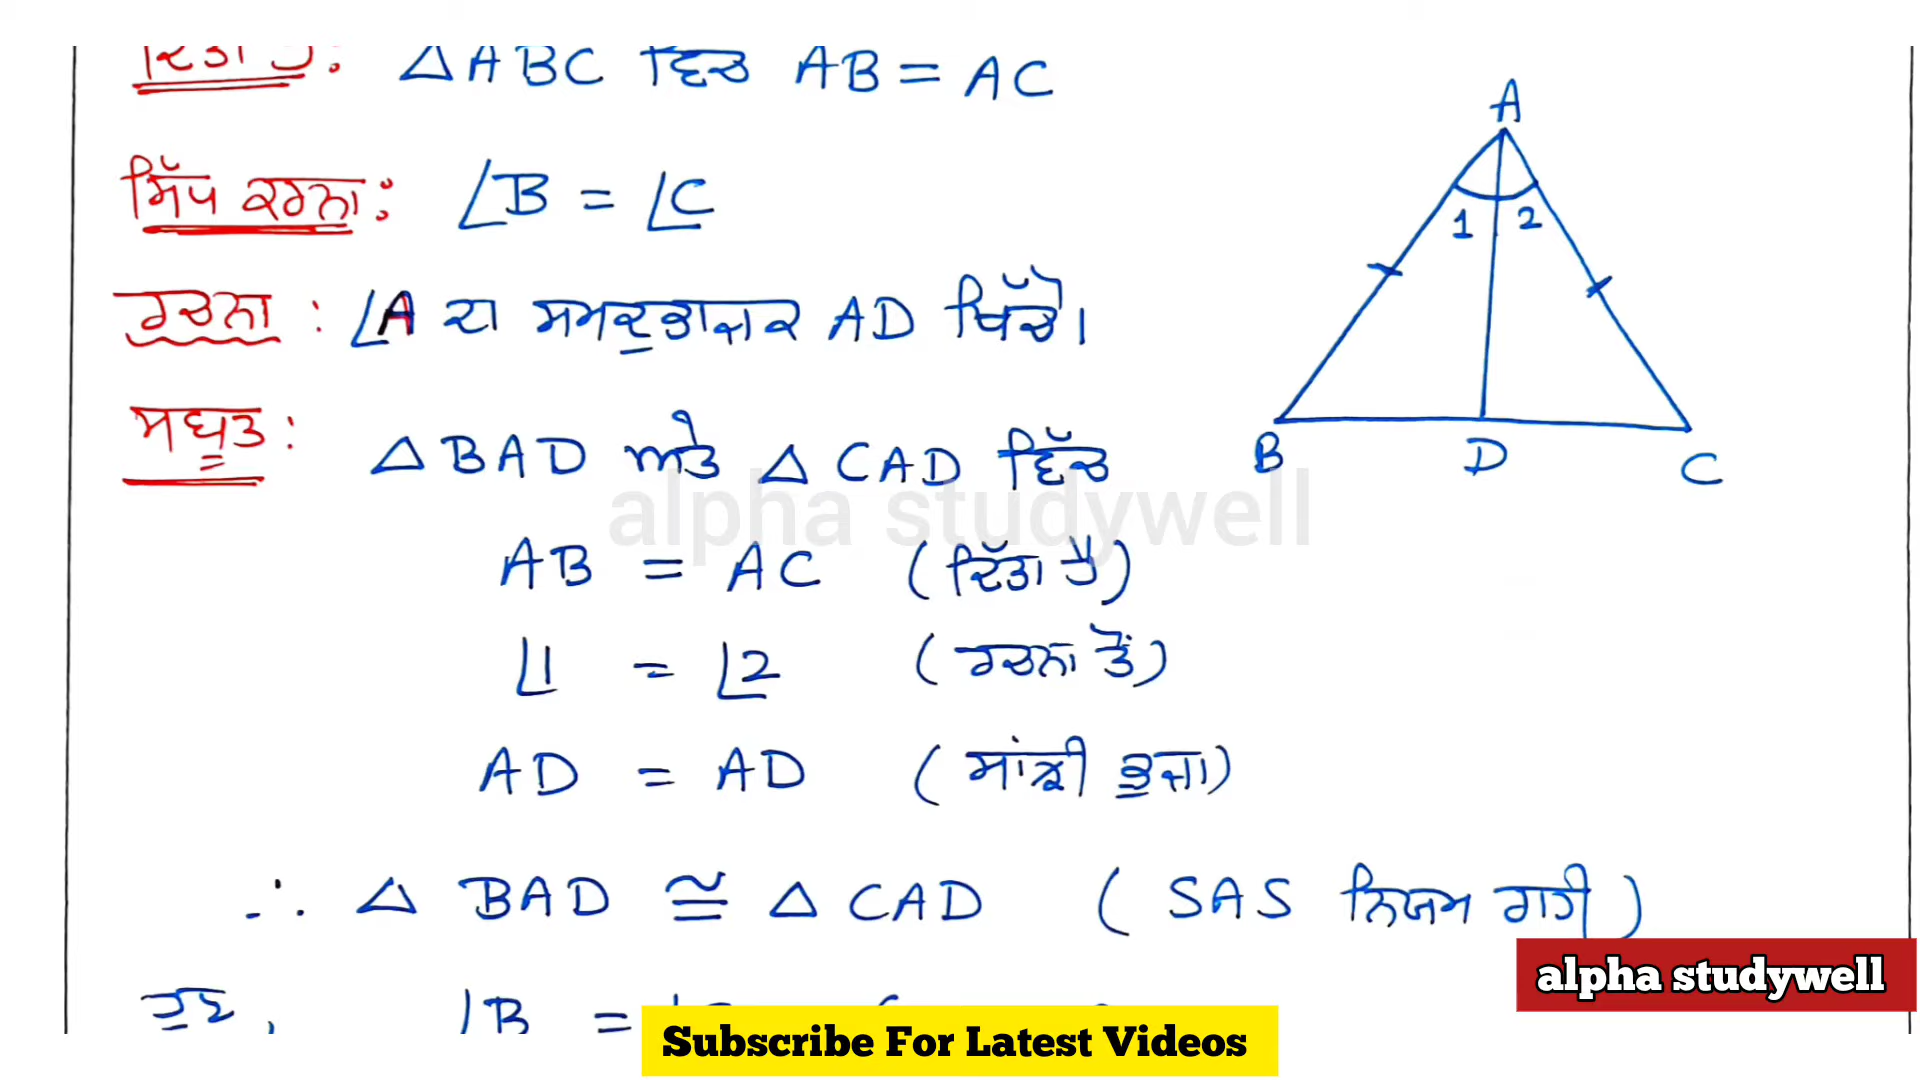 ਦਿੱਤਾ ਹੈ: △ABC ਵਿਚ AB = AC
ਸਿੱਧ ਕਰਨਾ: ∠B = ∠C
ਰਚਨਾ : ∠A ਦਾ ਸਮਦੁਭਾਜਕ AD ਖਿੱਚੋ।
ਸਬੂਤ: △BAD ਅਤੇ △CAD ਵਿੱਚ
AB = AC (ਦਿੱਤਾ ਹੈ)
∠1 = ∠2 (ਰਚਨਾ ਤੋਂ)
AD = AD (ਸਾਂਝੀ ਭੁਜਾ)
∴ △ BAD ≅ △ CAD (SAS ਨਿਯਮ ਰਾਹੀਂ)
ਹੁਣ, ∠B =
A
1 2
B D C
alpha studywell
alpha studywell
Subscribe For Latest Videos